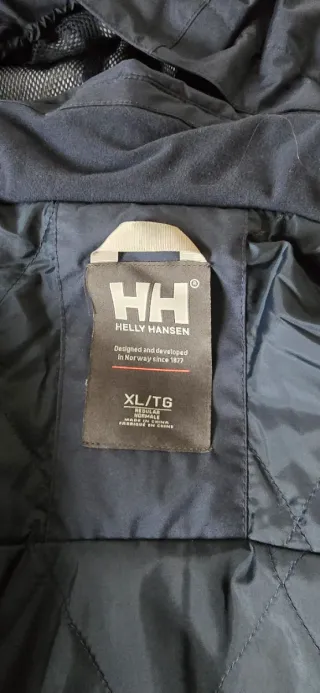 HH®
HELLY HANSEN
Designed and developed
in Norway since 1877
XL/TG
REGULAR
NORMALE
MADE IN CHINA
FABRIQUÉ EN CHINE